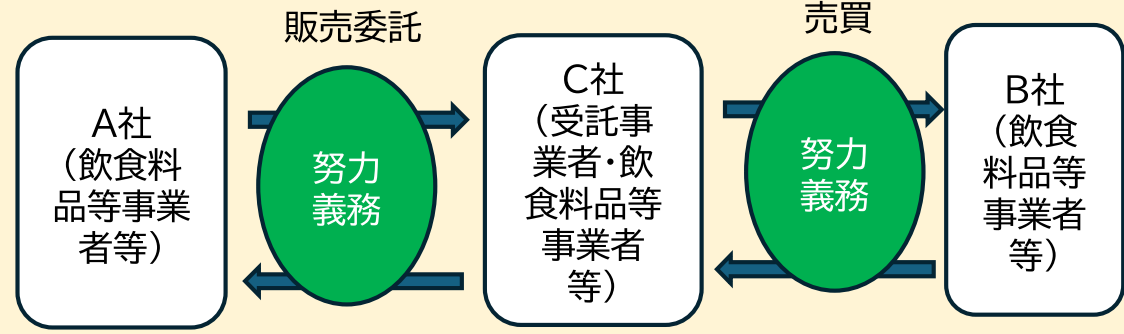 販売委託
売買
A社
（飲食料
品等事業
者等）
努力
義務
C社
（受託事
業者・飲
食料品等
事業者
等）
努力
義務
B社
（飲食
料品等
事業者
等）